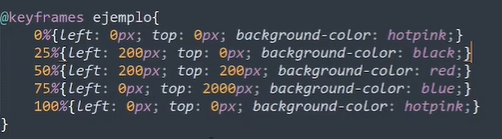 @keyframes ejemplo{
    0%{left: 0px; top: 0px; background-color: hotpink;}
    25%{left: 200px; top: 0px; background-color: black;}
    50%{left: 200px; top: 200px; background-color: red;}
    75%{left: 0px; top: 2000px; background-color: blue;}
    100%{left: 0px; top: 0px; background-color: hotpink;}
}